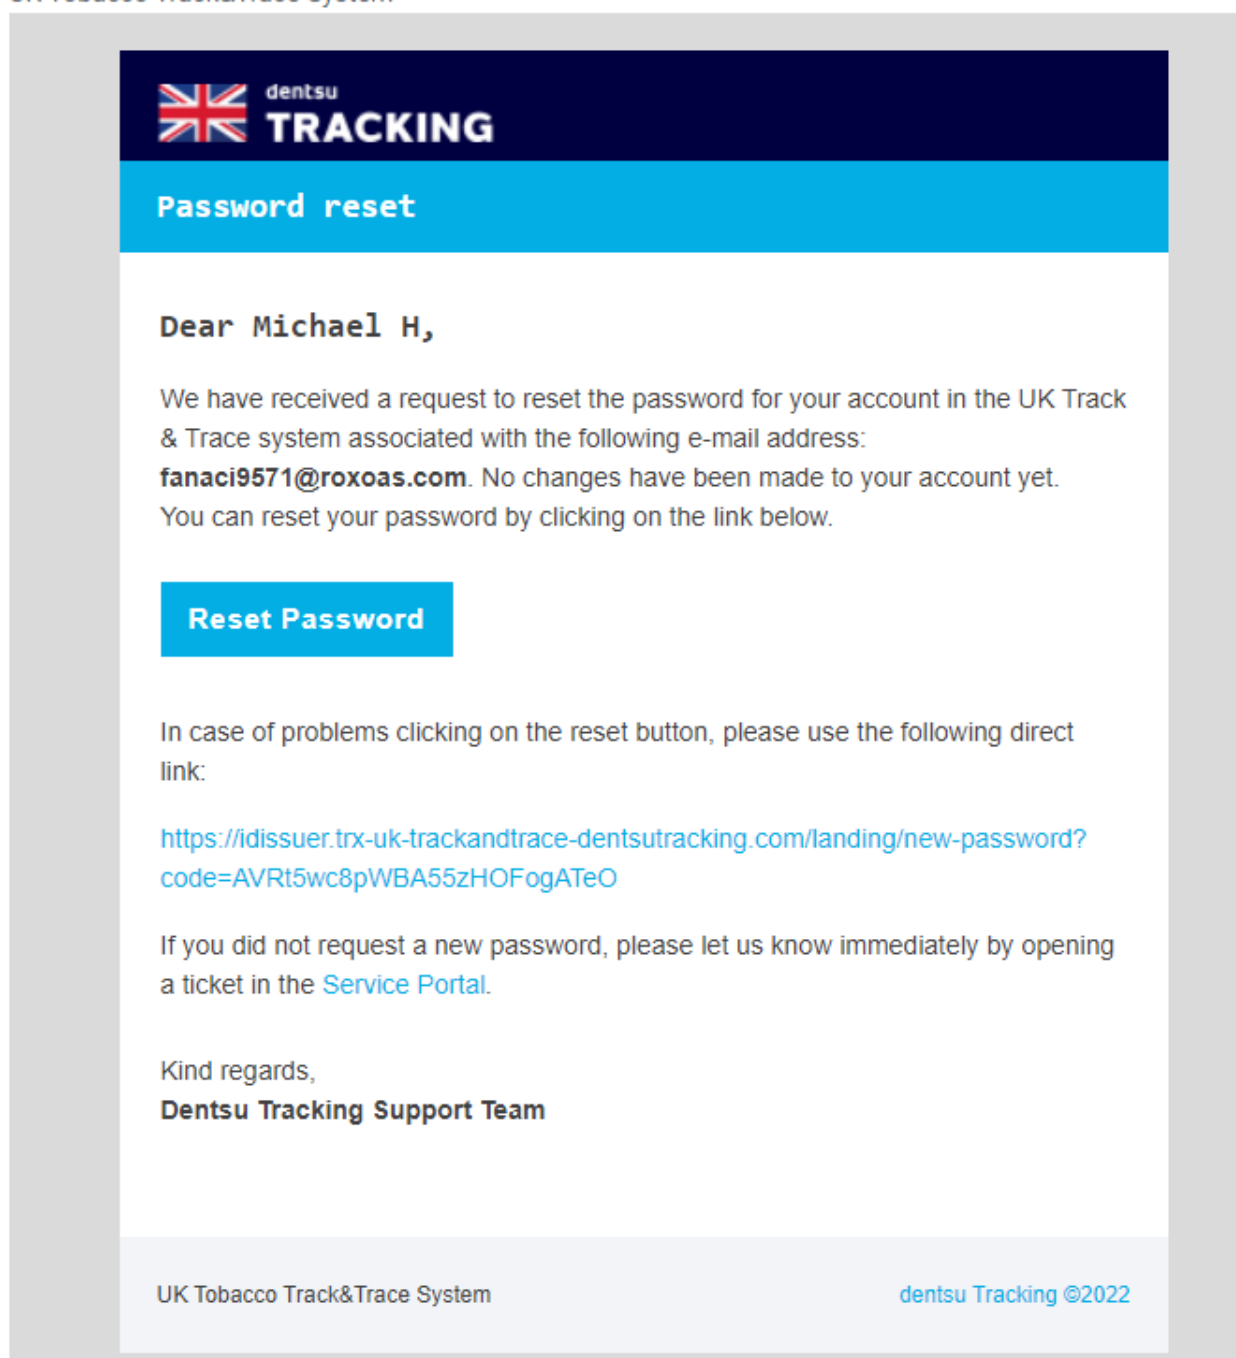 UK Tobacco Track&Trace System
dentsu
TRACKING
Password reset
Dear Michael H,
We have received a request to reset the password for your account in the UK Track
& Trace system associated with the following e-mail address:
fanaci9571@roxoas.com. No changes have been made to your account yet.
You can reset your password by clicking on the link below.
Reset Password
In case of problems clicking on the reset button, please use the following direct
link:
https://idissuer.trx-uk-trackandtrace-dentsutracking.com/landing/new-password?
code=AVRt5wc8pWBA55zHOFogATeO
If you did not request a new password, please let us know immediately by opening
a ticket in the Service Portal.
Kind regards,
Dentsu Tracking Support Team
UK Tobacco Track&Trace System
dentsu Tracking ©2022